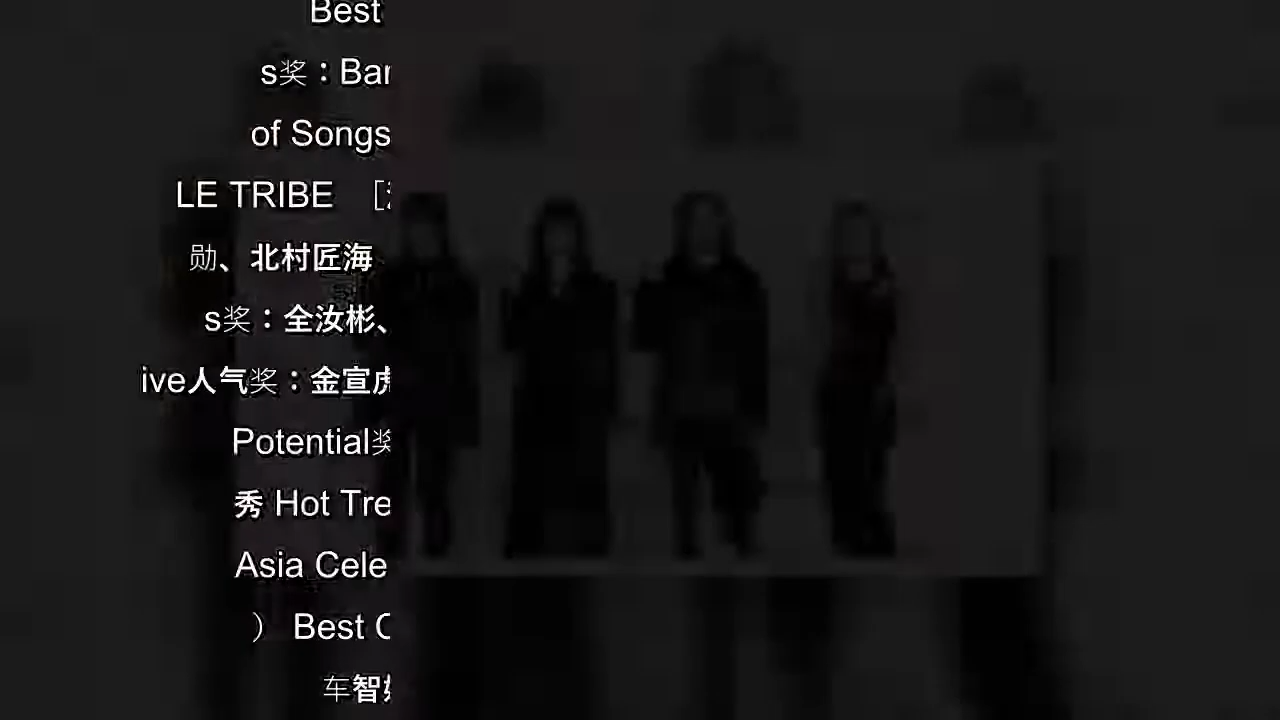 Best
s奖：Bar
of Songs
LE TRIBE [
勋、北村匠海
s奖：全汝彬、
ive人气奖：金宣虎
Potential奖
秀 Hot Tre
Asia Cele
） Best C
车智